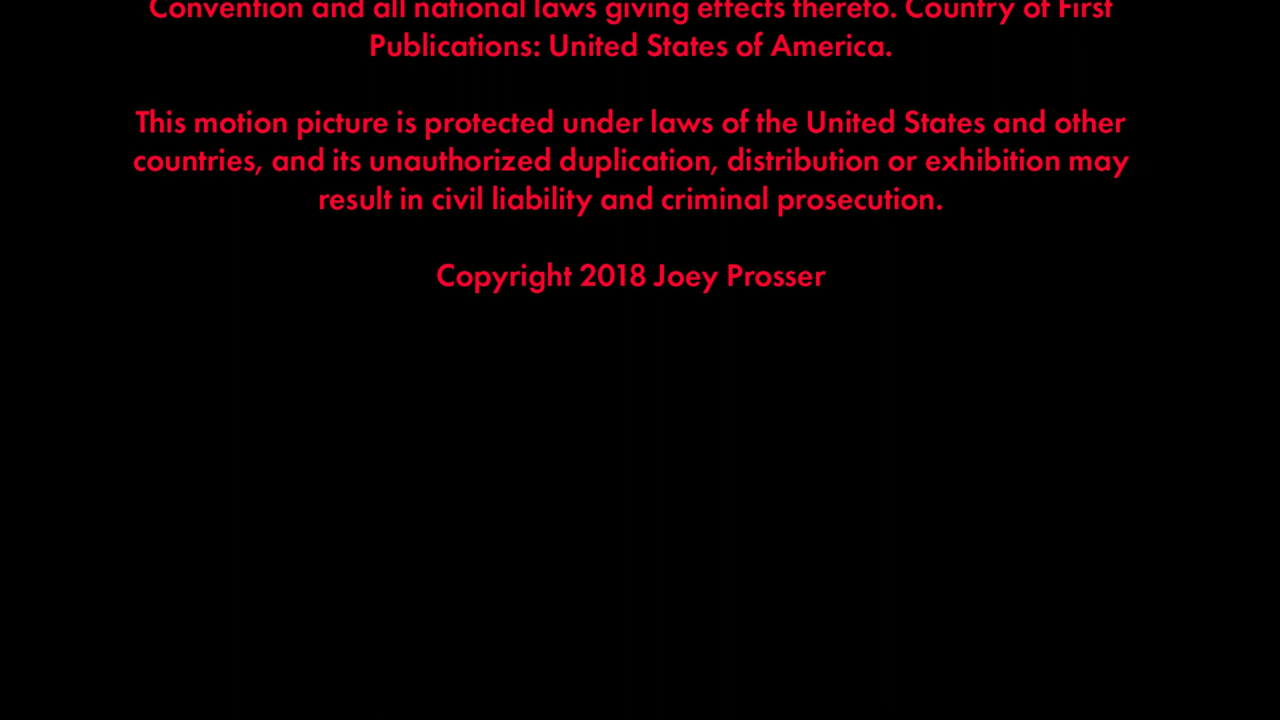 Convention and all national laws giving effects thereto. Country of First
Publications: United States of America.
This motion picture is protected under laws of the United States and other
countries, and its unauthorized duplication, distribution or exhibition may
result in civil liability and criminal prosecution.
Copyright 2018 Joey Prosser